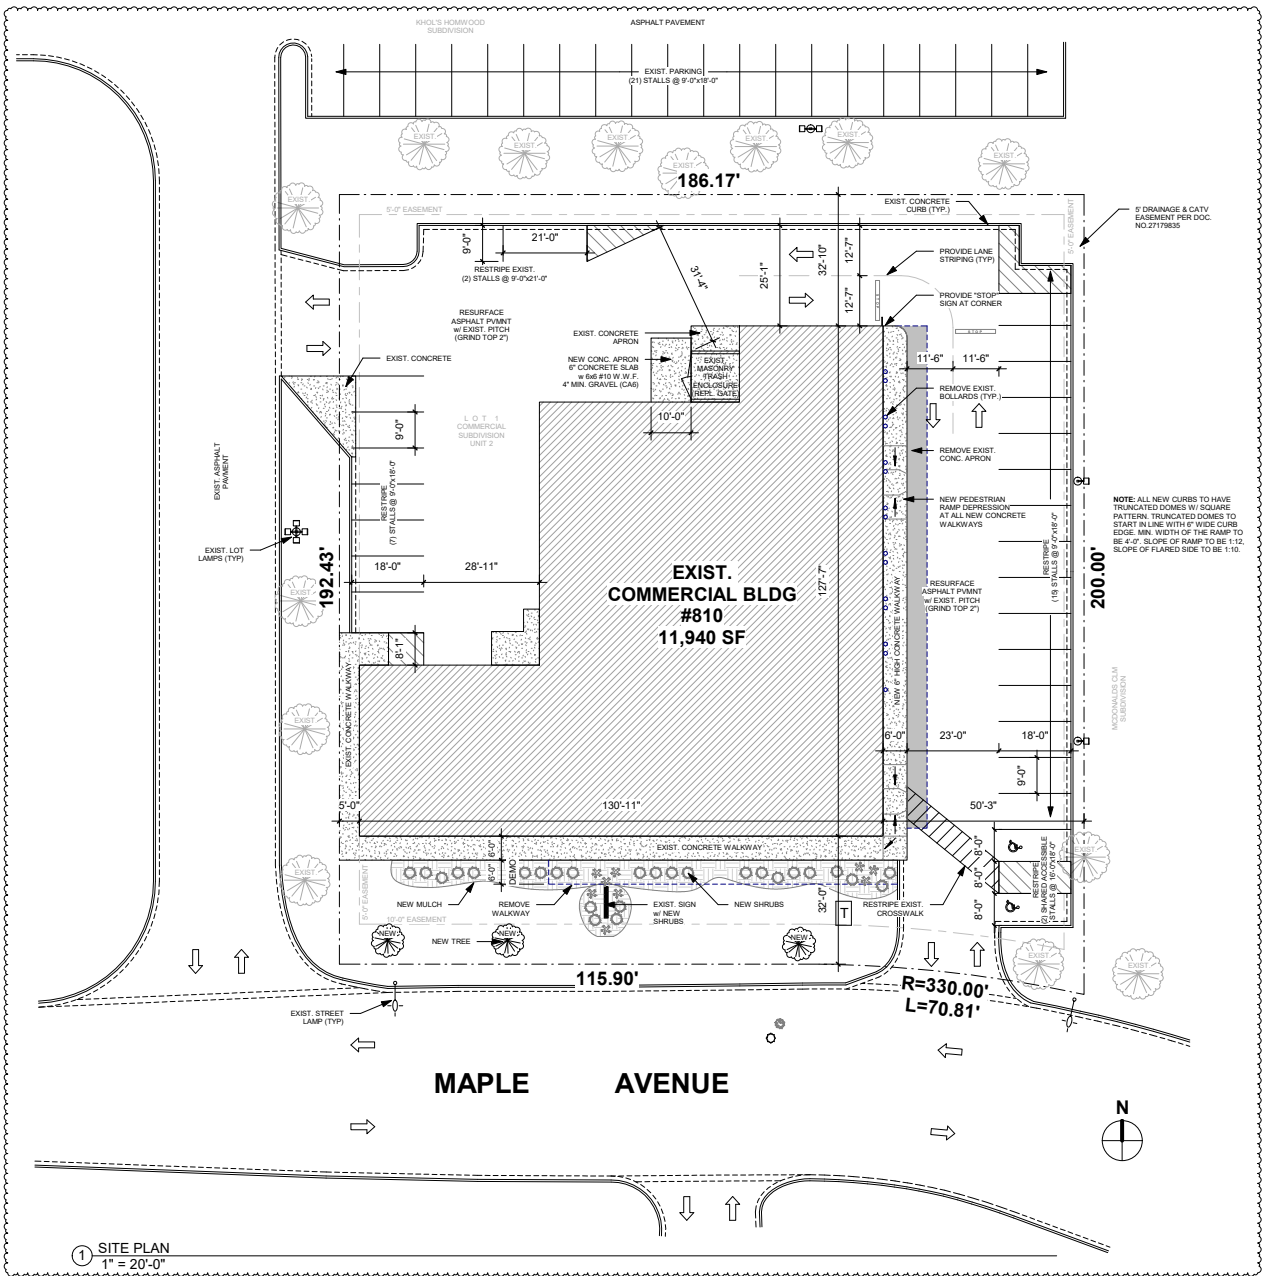 KHOL'S HOMWOOD
SUBDIVISION
ASPHALT PAVEMENT
EXIST. PARKING
(21) STALLS @ 9'-0"x18'-0"
EXIST.
EXIST.
EXIST.
EXIST.
EXIST.
EXIST.
EXIST.
EXIST.
186.17'
5'-0" EASEMENT
EXIST. CONCRETE
CURB (TYP.)
5'-0" EASEMENT
5' DRAINAGE & CATV
EASEMENT PER DOC.
NO.27179835
9'-0"
21'-0"
RESTRIPE EXIST.
(2) STALLS @ 9'-0"x21'-0"
31'-4"
25'-1"
32'-10"
12'-7"
12'-7"
PROVIDE LANE
STRIPING (TYP)
PROVIDE "STOP"
SIGN AT CORNER
STOP
STOP
RESURFACE
ASPHALT PVMNT
w/ EXIST. PITCH
(GRIND TOP 2")
EXIST. CONCRETE
APRON
EXIST. CONCRETE
NEW CONC. APRON
6" CONCRETE SLAB
w 6x6 #10 W.W.F.
4" MIN. GRAVEL (CA6)
EXIST.
MASONRY
TRASH
ENCLOSURE
(REPL. GATE)
11'-6"
11'-6"
REMOVE EXIST.
BOLLARDS (TYP.)
10'-0"
9'-0"
LOT 1
COMMERCIAL
SUBDIVISION
UNIT 2
REMOVE EXIST.
CONC. APRON
EXIST. ASPHALT
PAVMENT
RESTRIPE
(7) STALLS @ 9'-0"x18'-0"
NEW PEDESTRIAN
RAMP DEPRESSION
AT ALL NEW CONCRETE
WALKWAYS
NOTE: ALL NEW CURBS TO HAVE
TRUNCATED DOMES W/ SQUARE
PATTERN. TRUNCATED DOMES TO
START IN LINE WITH 6" WIDE CURB
EDGE. MIN. WIDTH OF THE RAMP TO
BE 4'-0". SLOPE OF RAMP TO BE 1:12,
SLOPE OF FLARED SIDE TO BE 1:10.
EXIST. LOT
LAMPS (TYP)
192.43'
18'-0"
28'-11"
EXIST.
COMMERCIAL BLDG
#810
11,940 SF
127'-7"
RESURFACE
ASPHALT PVMNT
w/ EXIST. PITCH
(GRIND TOP 2")
RESTRIPE
(15) STALLS @ 9'-0"x18'-0"
200.00'
EXIST.
8'-1"
NEW 6" HIGH CONCRETE WALKWAY
MCDONALDS CLM
SUBDIVISION
EXIST. CONCRETE WALKWAY
EXIST.
6'-0"
23'-0"
18'-0"
9'-0"
5'-0"
130'-11"
50'-3"
EXIST. CONCRETE WALKWAY
6'-0"
6'-0"
DEMO
8'-0"
8'-0"
8'-0"
RESTRIPE
(2) SHARED ACCESSIBLE
STALLS @ 16'-0"x18'-0"
EXIST.
EXIST.
5'-0" EASEMENT
NEW MULCH
REMOVE
WALKWAY
EXIST. SIGN
w/ NEW
SHRUBS
NEW SHRUBS
32'-0"
T
RESTRIPE EXIST.
CROSSWALK
10'-0" EASEMENT
NEW
NEW TREE
NEW
NEW
EXIST.
EXIST.
115.90'
R=330.00'
L=70.81'
EXIST. STREET
LAMP (TYP)
MAPLE AVENUE
N
1
SITE PLAN
1" = 20'-0"